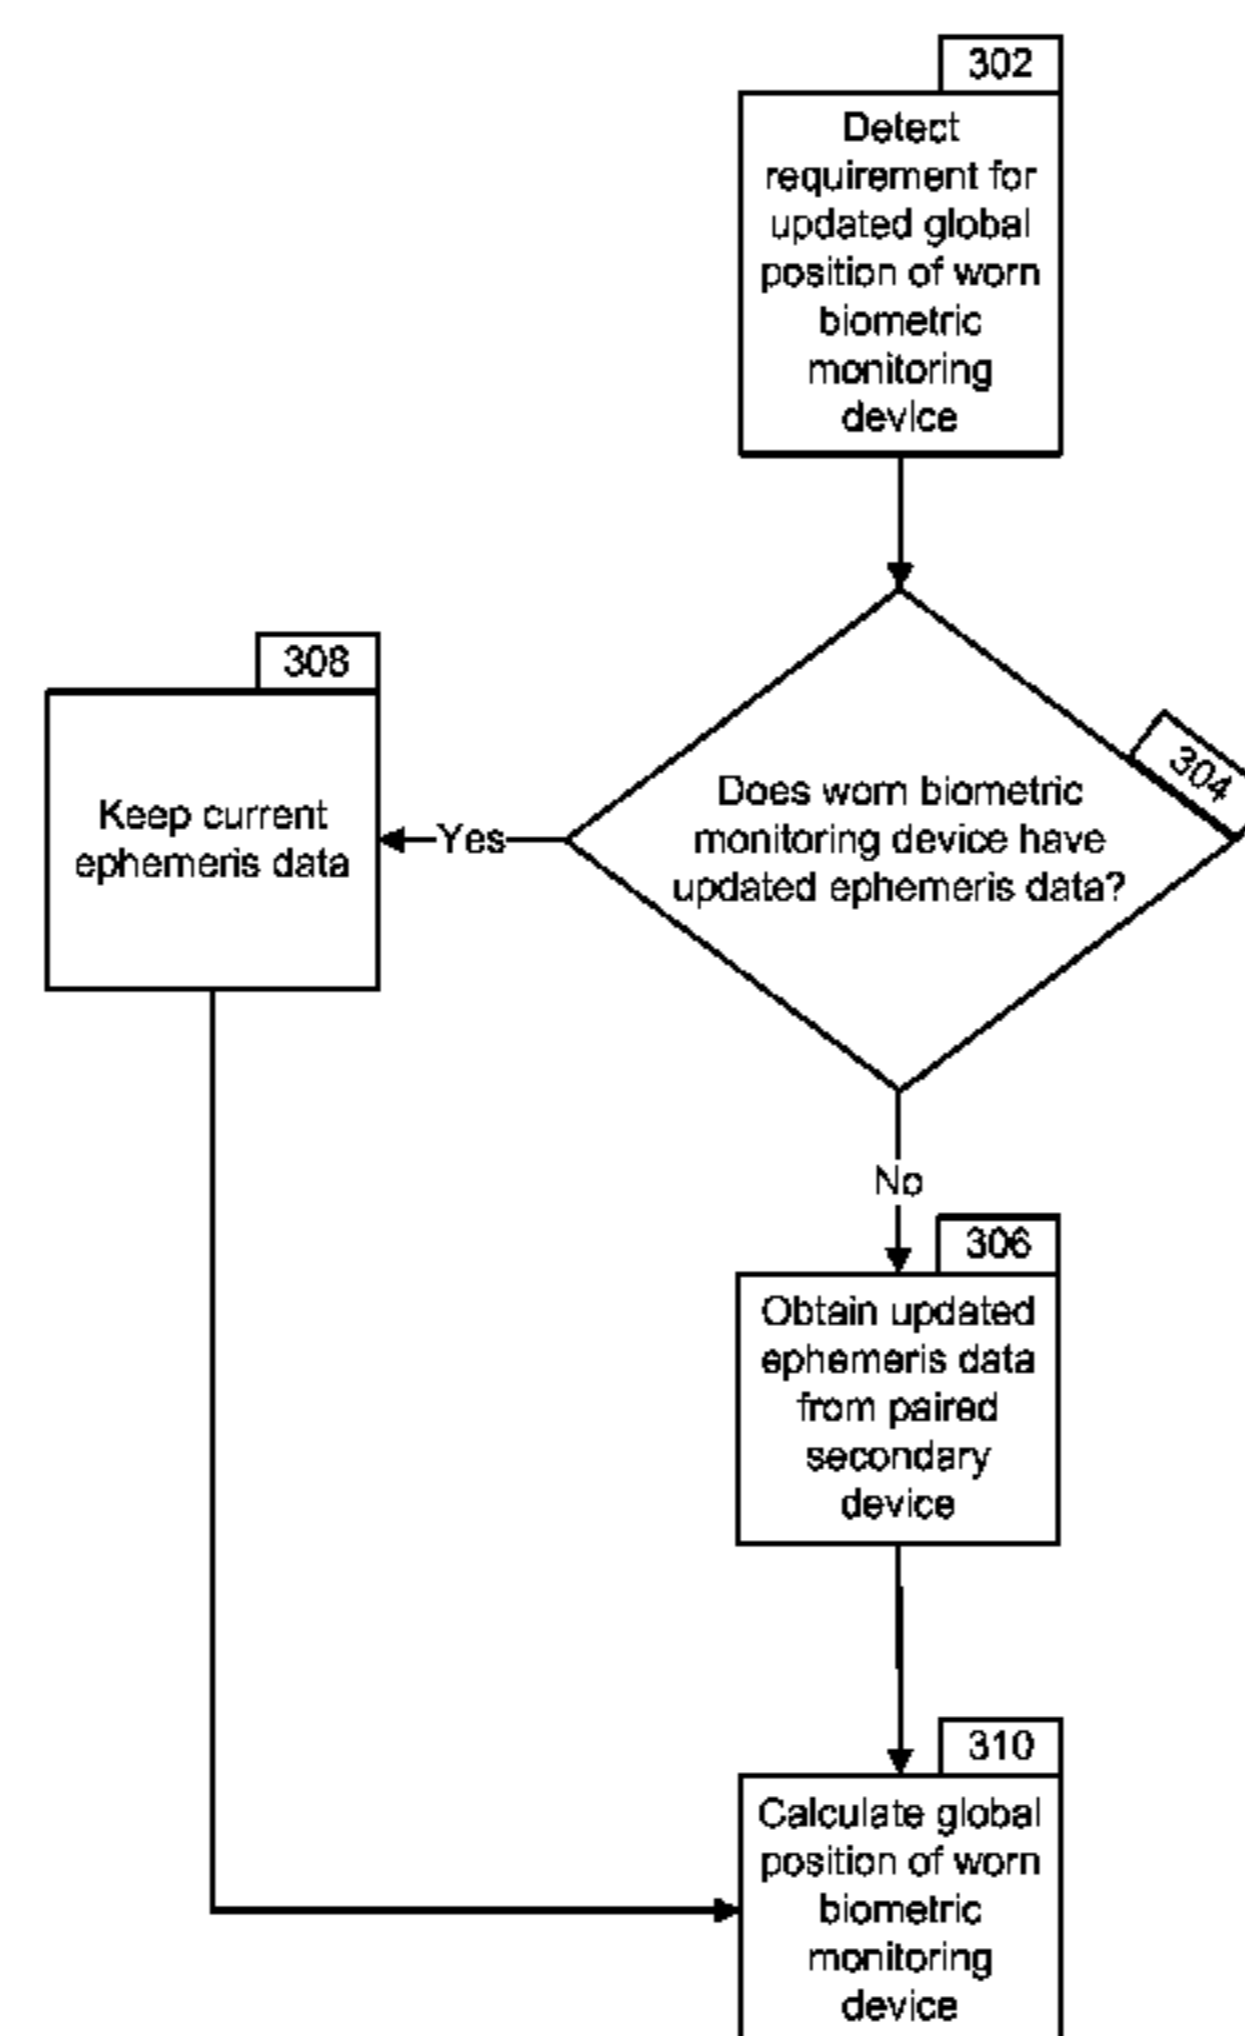 302
Detect
requirement for
updated global
position of worn
biometric
monitoring
device
304
Does worn biometric
monitoring device have
updated ephemeris data?
Yes
308
Keep current
ephemeris data
No
306
Obtain updated
ephemeris data
from paired
secondary
device
310
Calculate global
position of worn
biometric
monitoring
device